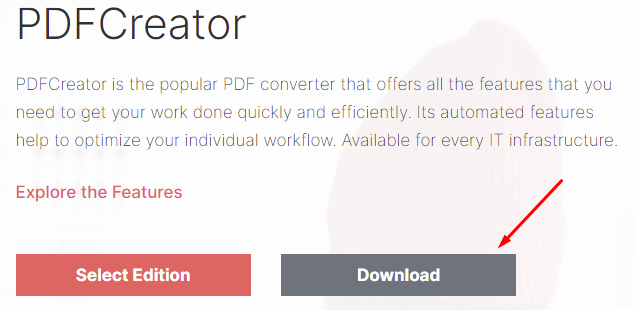 PDFCreator
PDFCreator is the popular PDF converter that offers all the features that you
need to get your work done quickly and efficiently. Its automated features
help to optimize your individual workflow. Available for every IT infrastructure.
Explore the Features
Select Edition
Download